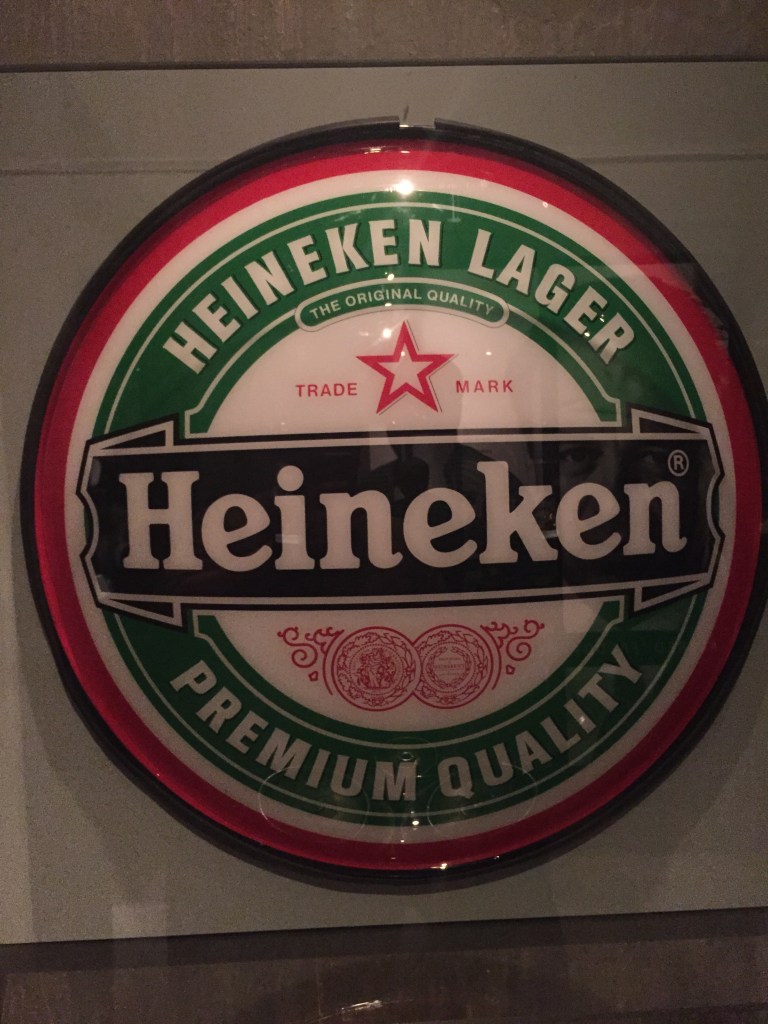 HEINEKEN LAGER
THE ORIGINAL QUALITY
TRADE MARK
Heineken®
PREMIUM QUALITY